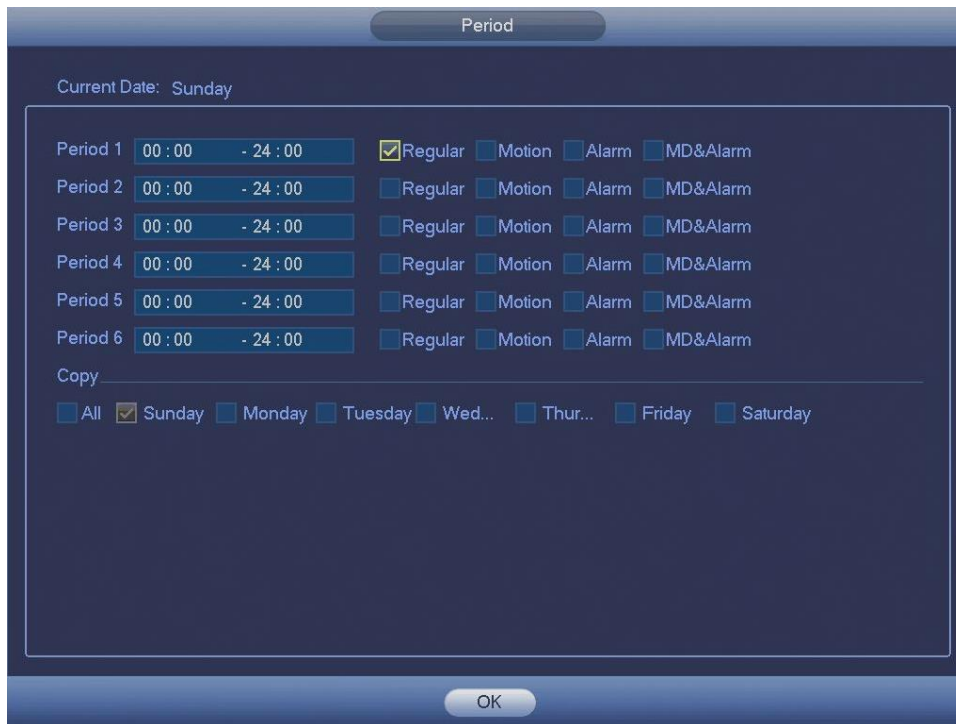 Period
Current Date: Sunday
Period 1 00 : 00 - 24 : 00 Regular Motion Alarm MD&Alarm
Period 2 00 : 00 - 24 : 00 Regular Motion Alarm MD&Alarm
Period 3 00 : 00 - 24 : 00 Regular Motion Alarm MD&Alarm
Period 4 00 : 00 - 24 : 00 Regular Motion Alarm MD&Alarm
Period 5 00 : 00 - 24 : 00 Regular Motion Alarm MD&Alarm
Period 6 00 : 00 - 24 : 00 Regular Motion Alarm MD&Alarm
Copy
All Sunday Monday Tuesday Wed... Thur... Friday Saturday
OK